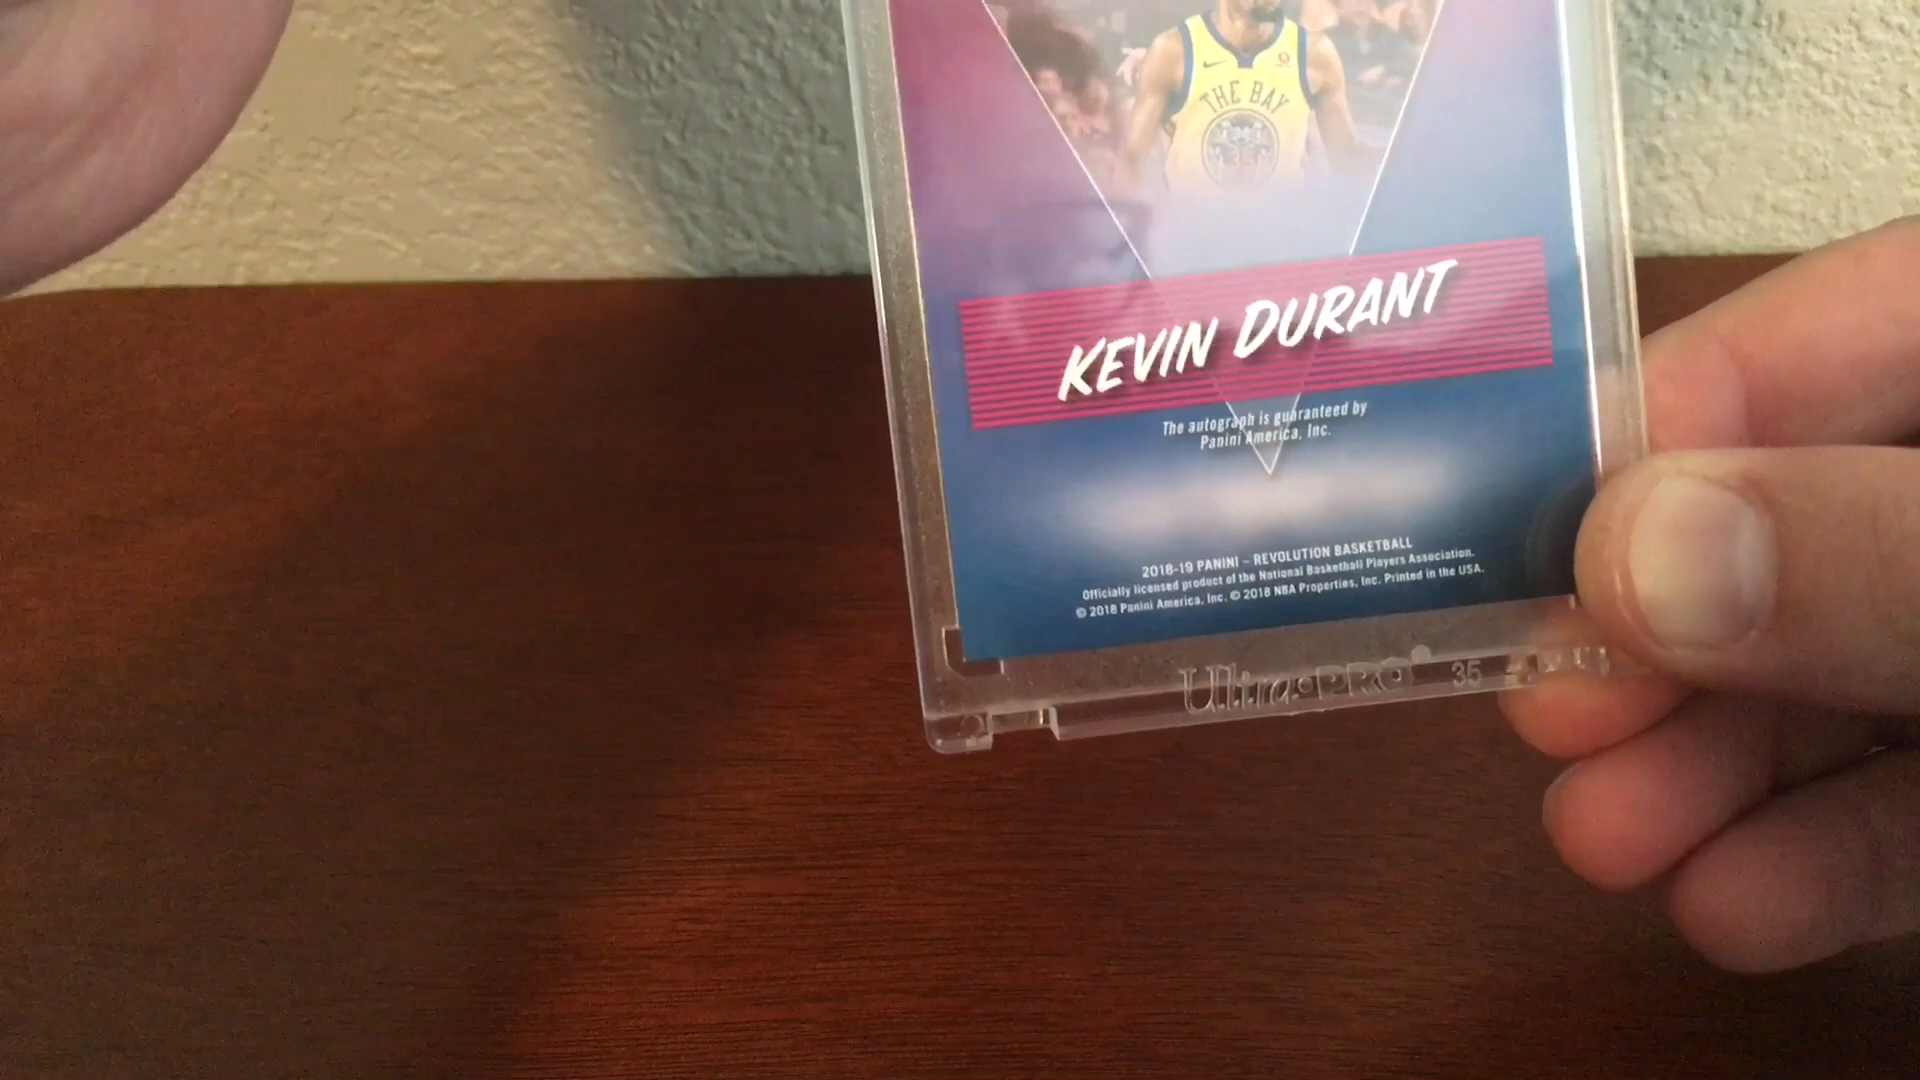 THE BAY
KEVIN DURANT
The autograph is guaranteed by
Panini America, Inc.
2018-19 PANINI – REVOLUTION BASKETBALL
Officially licensed product of the National Basketball Players Association.
© 2018 Panini America, Inc. © 2018 NBA Properties, Inc. Printed in the USA.
Ultra•PRO® 35